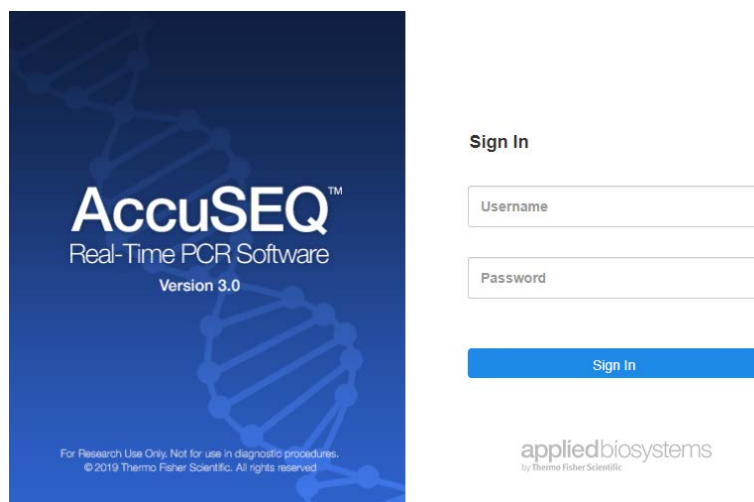 AccuSEQ™
Real-Time PCR Software
Version 3.0
For Research Use Only. Not for use in diagnostic procedures.
© 2019 Thermo Fisher Scientific. All rights reserved
Sign In
Username
Password
Sign In
appliedbiosystems
by Thermo Fisher Scientific